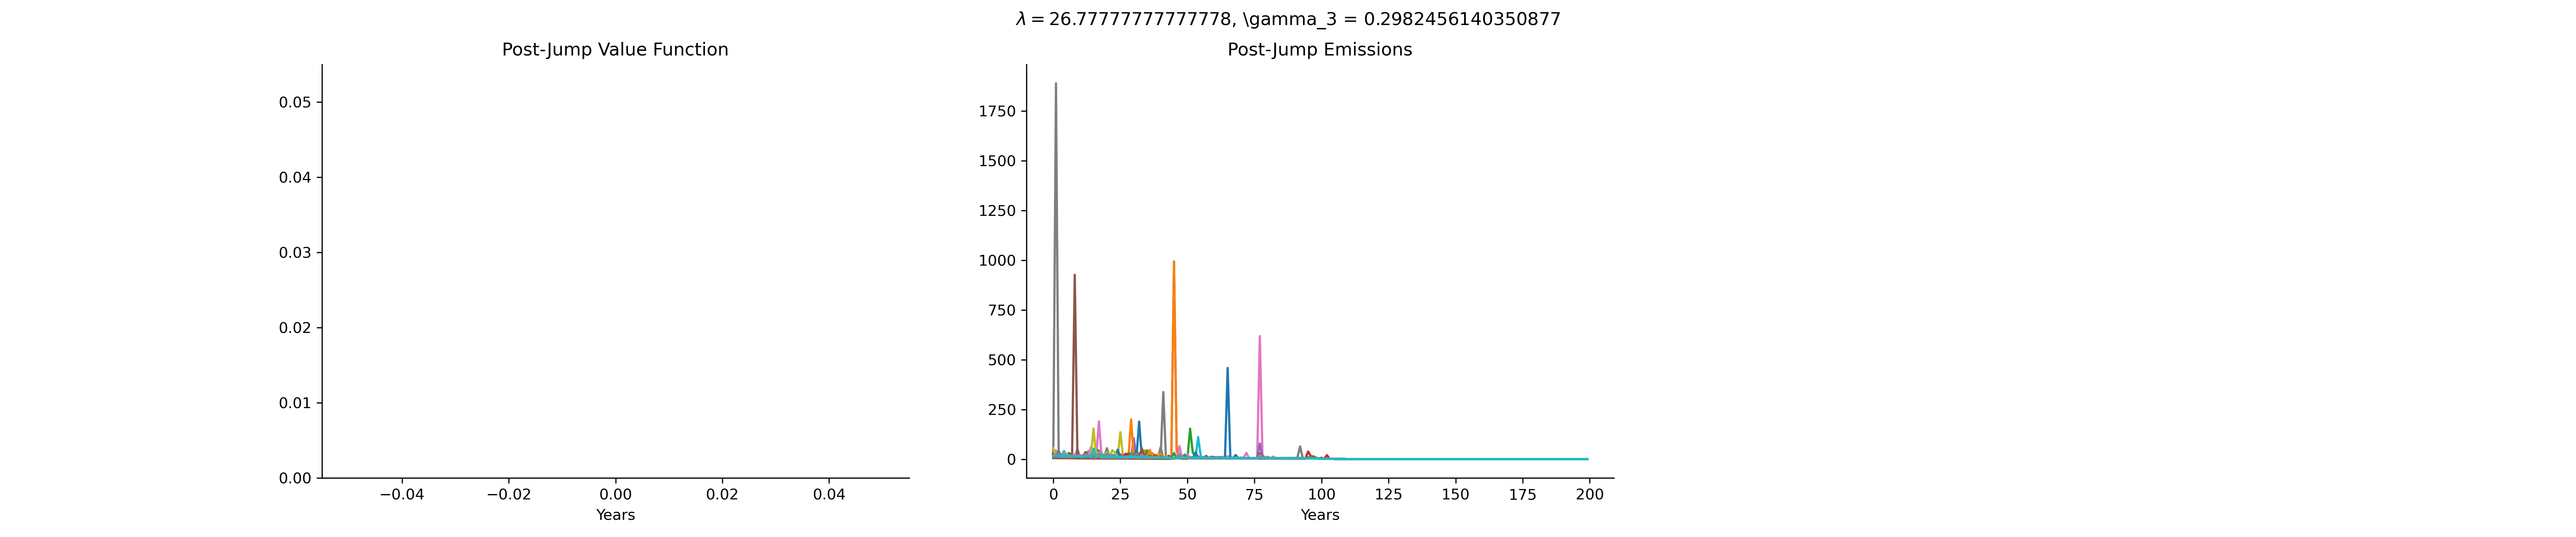 λ = 26.77777777777778, \gamma_3 = 0.2982456140350877
Post-Jump Value Function
0.05
0.04
0.03
0.02
0.01
0.00
−0.04 −0.02 0.00 0.02 0.04
Years
Post-Jump Emissions
1750
1500
1250
1000
750
500
250
0
0 25 50 75 100 125 150 175 200
Years